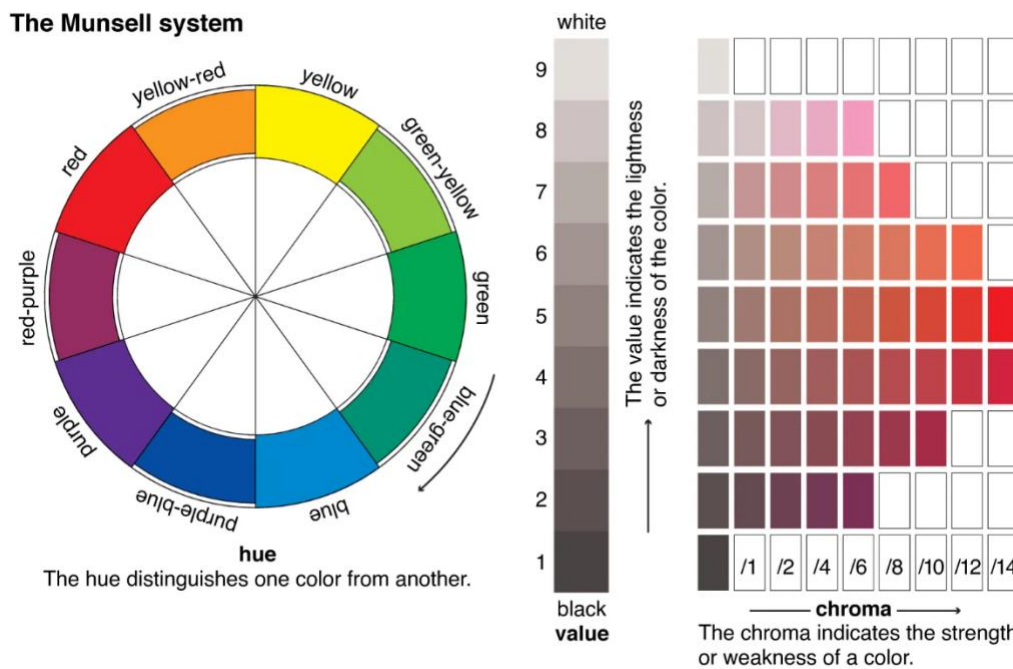 The Munsell system
yellow-red
yellow
green-yellow
green
blue-green
blue
purple-blue
purple
red-purple
red
hue
The hue distinguishes one color from another.
white
9
8
7
6
5
4
3
2
1
black
value
The value indicates the lightness
or darkness of the color.
/1 /2 /4 /6 /8 /10 /12 /14
chroma
The chroma indicates the strength
or weakness of a color.